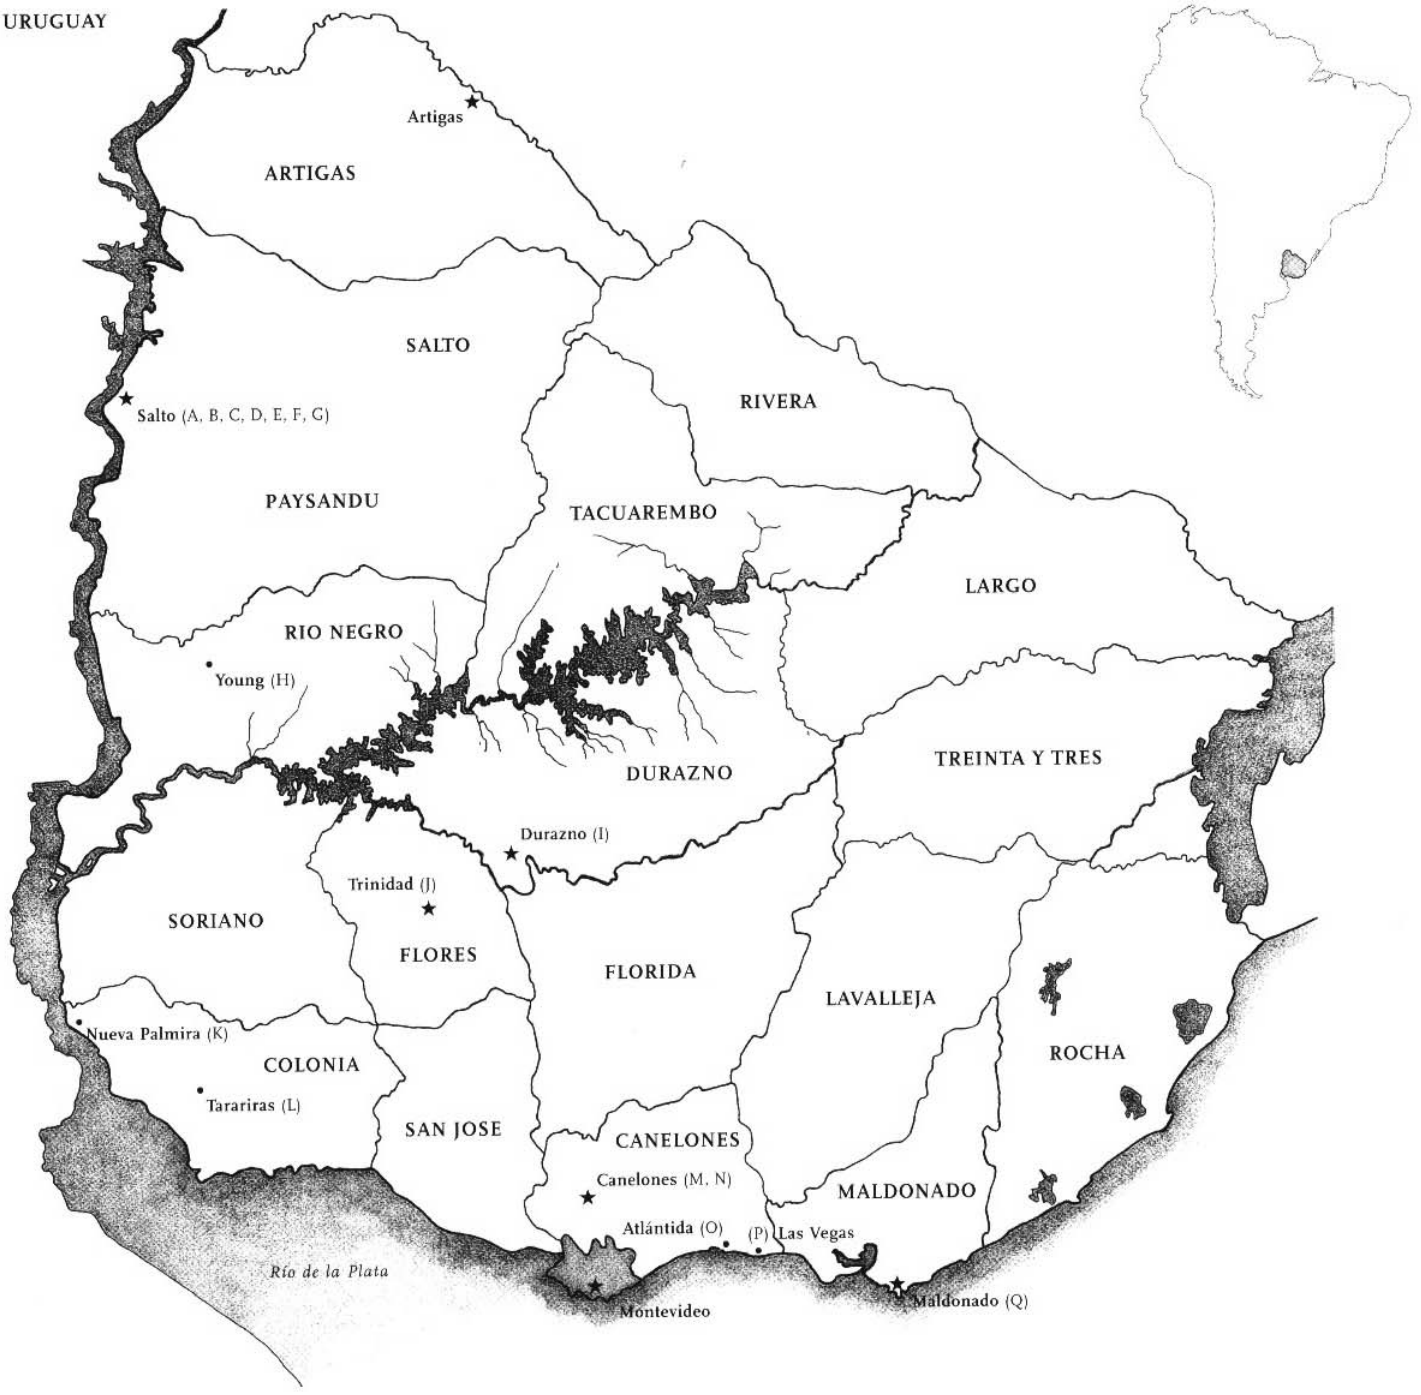 URUGUAY
Artigas
ARTIGAS
SALTO
RIVERA
Salto (A, B, C, D, E, F, G)
PAYSANDU
TACUAREMBO
LARGO
RIO NEGRO
Young (H)
TREINTA Y TRES
DURAZNO
Durazno (I)
Trinidad (J)
SORIANO
FLORES
FLORIDA
LAVALLEJA
Nueva Palmira (K)
ROCHA
COLONIA
Tarariras (L)
SAN JOSE
CANELONES
Canelones (M, N)
MALDONADO
Atlántida (O)
(P) Las Vegas
Río de la Plata
Maldonado (Q)
Montevideo